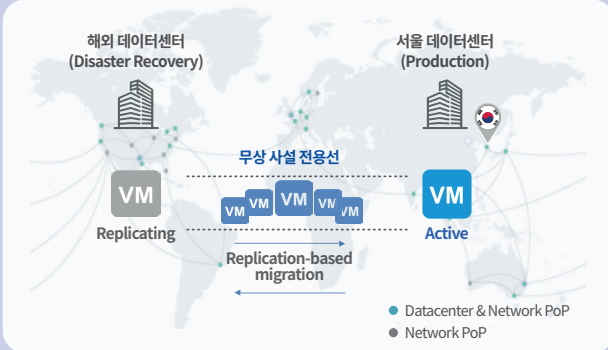 해외 데이터센터
(Disaster Recovery)
서울 데이터센터
(Production)
무상 사설 전용선
VM
VM
VM
VM
VM
VM
VM
Replicating
Active
Replication-based
migration
Datacenter & Network PoP
Network PoP